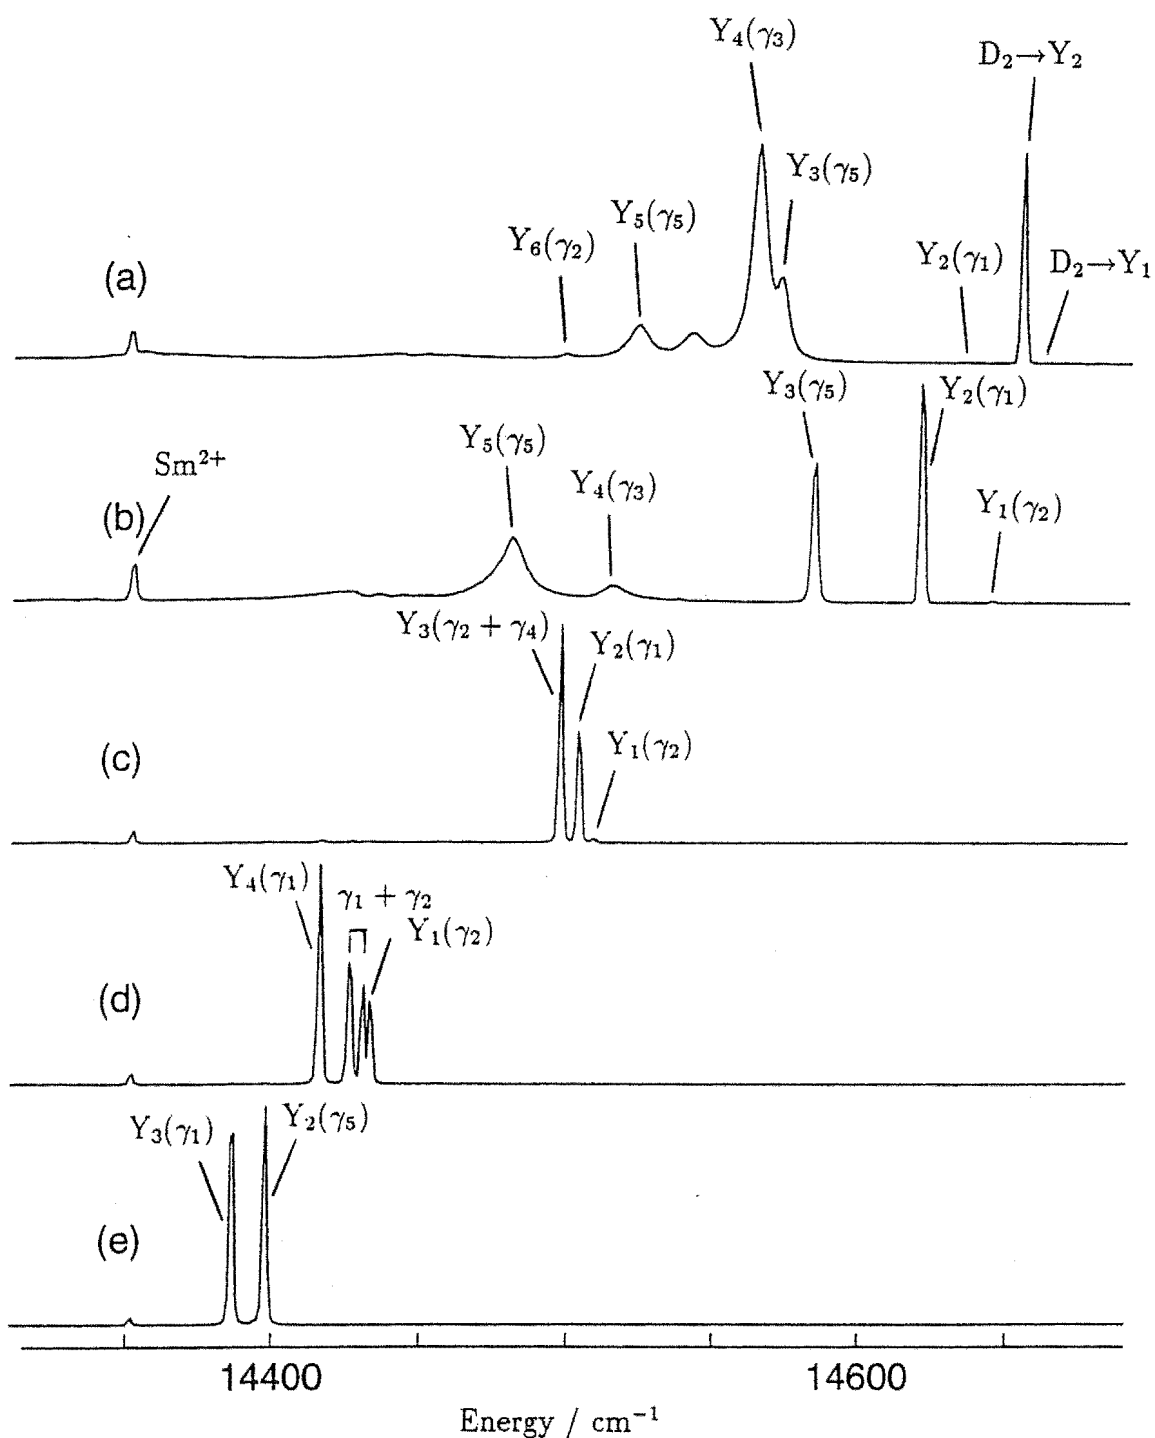 Y₄(γ₃)
D₂→Y₂
Y₃(γ₅)
Y₅(γ₅)
Y₆(γ₂)
Y₂(γ₁)
D₂→Y₁
(a)
Y₃(γ₅)
Y₂(γ₁)
Y₅(γ₅)
Sm²⁺
Y₄(γ₃)
Y₁(γ₂)
(b)
Y₃(γ₂ + γ₄)
Y₂(γ₁)
Y₁(γ₂)
(c)
Y₄(γ₁)
γ₁ + γ₂
Y₁(γ₂)
(d)
Y₃(γ₁)
Y₂(γ₅)
(e)
14400
14600
Energy / cm⁻¹